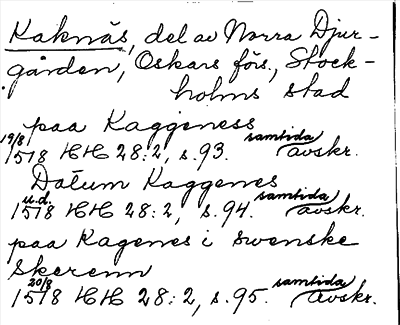 Kaknäs, del av Norra Djur-
gården, Oskars förs., Stock-
holms stad
paa Kaggeness
19/8 1518 HH 28:2, s. 93. samtida avskr.
Datum Kaggenes
u.d. 1518 HH 28:2, s. 94. samtida avskr.
paa Kagenes i swenske
skerenn
20/8 1518 HH 28:2, s. 95. samtida avskr.